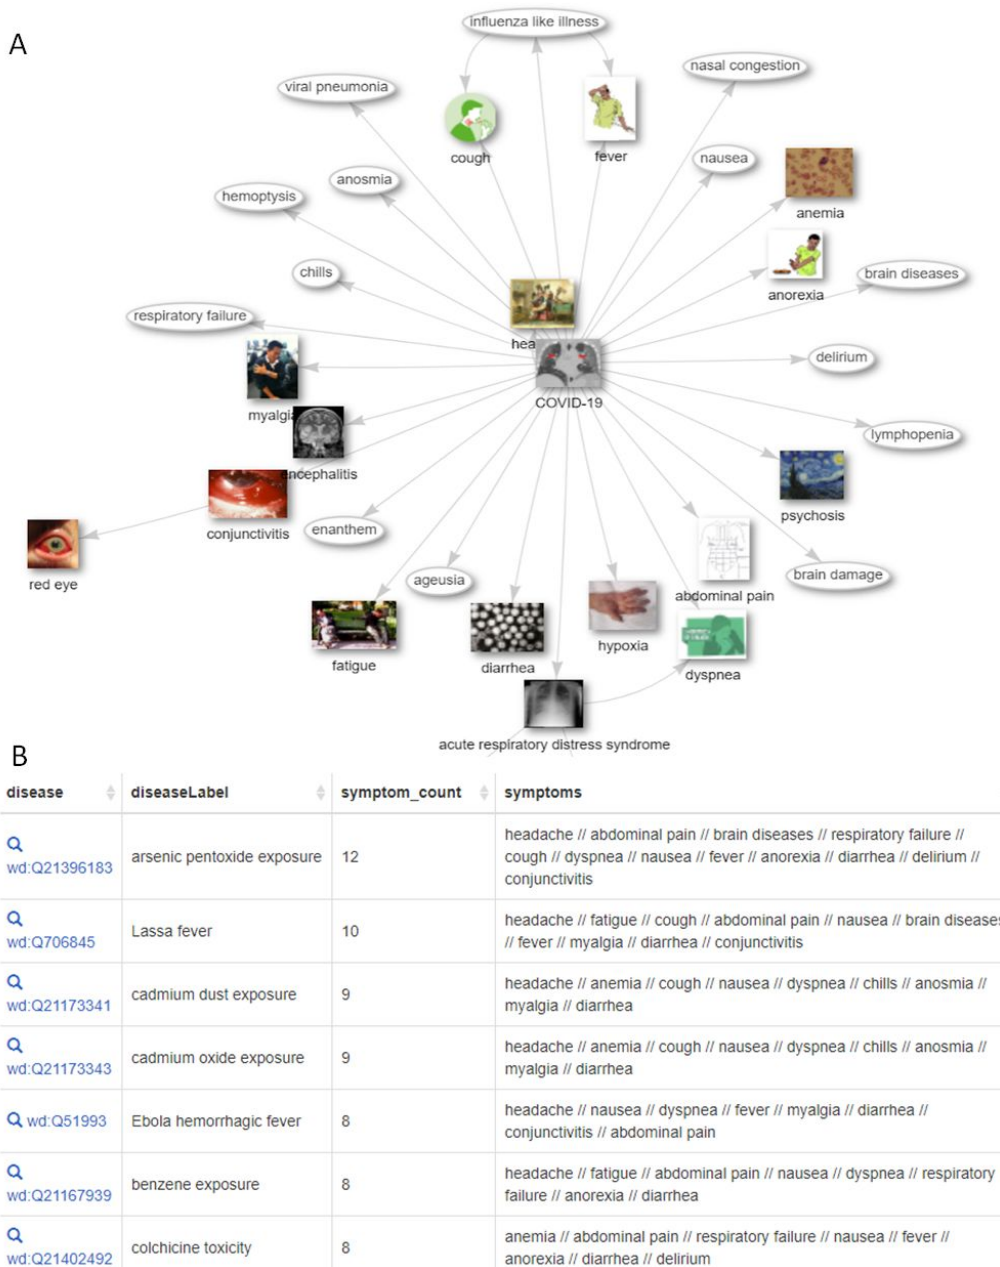 A
influenza like illness
nasal congestion
viral pneumonia
cough
fever
nausea
anosmia
hemoptysis
anemia
chills
brain diseases
anorexia
respiratory failure
hea
delirium
COVID-19
myalgia
lymphopenia
encephalitis
psychosis
conjunctivitis
enanthem
red eye
ageusia
brain damage
abdominal pain
hypoxia
fatigue
diarrhea
dyspnea
acute respiratory distress syndrome
B
disease diseaseLabel symptom_count symptoms
headache // abdominal pain // brain diseases // respiratory failure //
wd:Q21396183 arsenic pentoxide exposure 12 cough // dyspnea // nausea // fever // anorexia // diarrhea // delirium //
conjunctivitis
headache // fatigue // cough // abdominal pain // nausea // brain diseases
wd:Q706845 Lassa fever 10 // fever // myalgia // diarrhea // conjunctivitis
headache // anemia // cough // nausea // dyspnea // chills // anosmia //
wd:Q21173341 cadmium dust exposure 9 myalgia // diarrhea
headache // anemia // cough // nausea // dyspnea // chills // anosmia //
wd:Q21173343 cadmium oxide exposure 9 myalgia // diarrhea
headache // nausea // dyspnea // fever // myalgia // diarrhea //
wd:Q51993 Ebola hemorrhagic fever 8 conjunctivitis // abdominal pain
headache // fatigue // abdominal pain // nausea // dyspnea // respiratory
wd:Q21167939 benzene exposure 8 failure // anorexia // diarrhea
anemia // abdominal pain // respiratory failure // nausea // fever //
wd:Q21402492 colchicine toxicity 8 anorexia // diarrhea // delirium